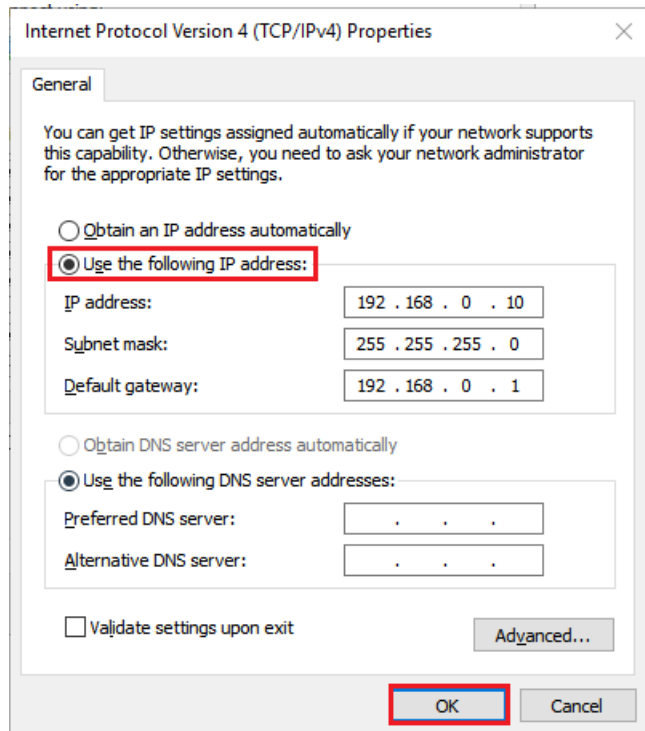 Internet Protocol Version 4 (TCP/IPv4) Properties
General
You can get IP settings assigned automatically if your network supports
this capability. Otherwise, you need to ask your network administrator
for the appropriate IP settings.
Obtain an IP address automatically
Use the following IP address:
IP address: 192 . 168 . 0 . 10
Subnet mask: 255 . 255 . 255 . 0
Default gateway: 192 . 168 . 0 . 1
Obtain DNS server address automatically
Use the following DNS server addresses:
Preferred DNS server: . . .
Alternative DNS server: . . .
Validate settings upon exit
Advanced...
OK Cancel